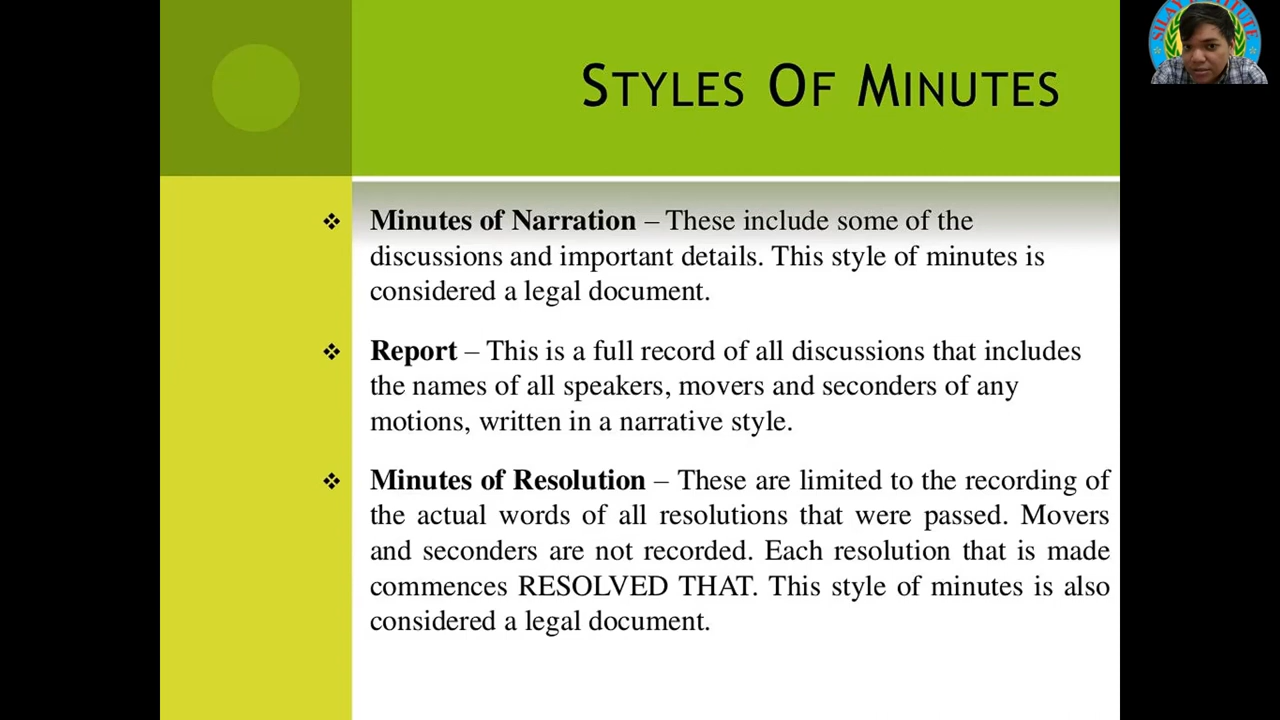 STYLES OF MINUTES
❖ Minutes of Narration – These include some of the
discussions and important details. This style of minutes is
considered a legal document.
❖ Report – This is a full record of all discussions that includes
the names of all speakers, movers and seconders of any
motions, written in a narrative style.
❖ Minutes of Resolution – These are limited to the recording of
the actual words of all resolutions that were passed. Movers
and seconders are not recorded. Each resolution that is made
commences RESOLVED THAT. This style of minutes is also
considered a legal document.